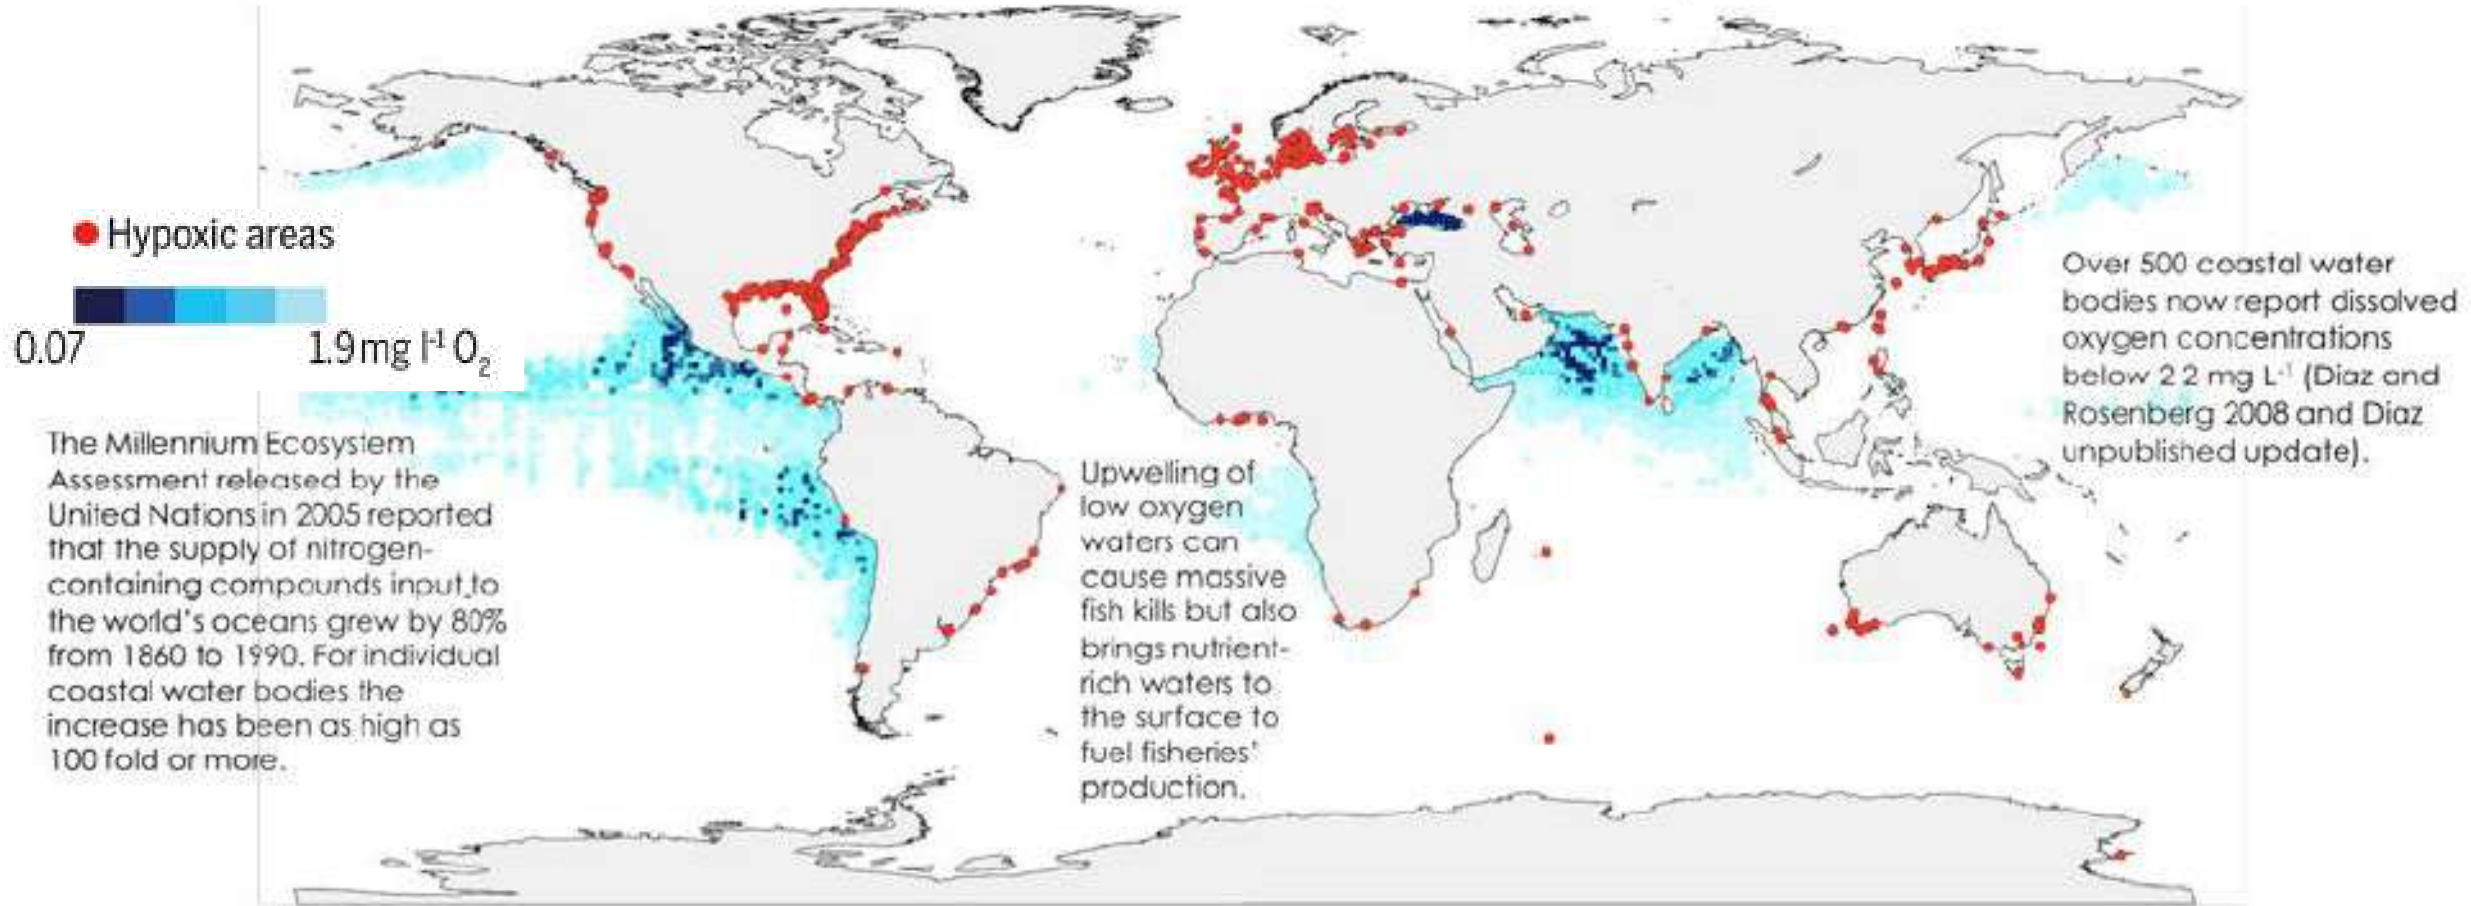 Hypoxic areas
0.07
1.9mg l⁻¹ O₂
The Millennium Ecosystem
Assessment released by the
United Nations in 2005 reported
that the supply of nitrogen-
containing compounds input to
the world's oceans grew by 80%
from 1860 to 1990. For individual
coastal water bodies the
increase has been as high as
100 fold or more.
Upwelling of
low oxygen
waters can
cause massive
fish kills but also
brings nutrient-
rich waters to
the surface to
fuel fisheries'
production.
Over 500 coastal water
bodies now report dissolved
oxygen concentrations
below 2 2 mg L⁻¹ (Diaz and
Rosenberg 2008 and Diaz
unpublished update).